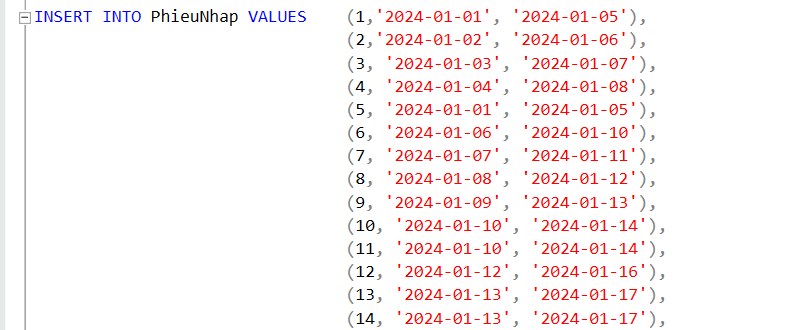 INSERT INTO PhieuNhap VALUES (1,'2024-01-01', '2024-01-05'),
(2,'2024-01-02', '2024-01-06'),
(3, '2024-01-03', '2024-01-07'),
(4, '2024-01-04', '2024-01-08'),
(5, '2024-01-01', '2024-01-05'),
(6, '2024-01-06', '2024-01-10'),
(7, '2024-01-07', '2024-01-11'),
(8, '2024-01-08', '2024-01-12'),
(9, '2024-01-09', '2024-01-13'),
(10, '2024-01-10', '2024-01-14'),
(11, '2024-01-10', '2024-01-14'),
(12, '2024-01-12', '2024-01-16'),
(13, '2024-01-13', '2024-01-17'),
(14, '2024-01-13', '2024-01-17'),